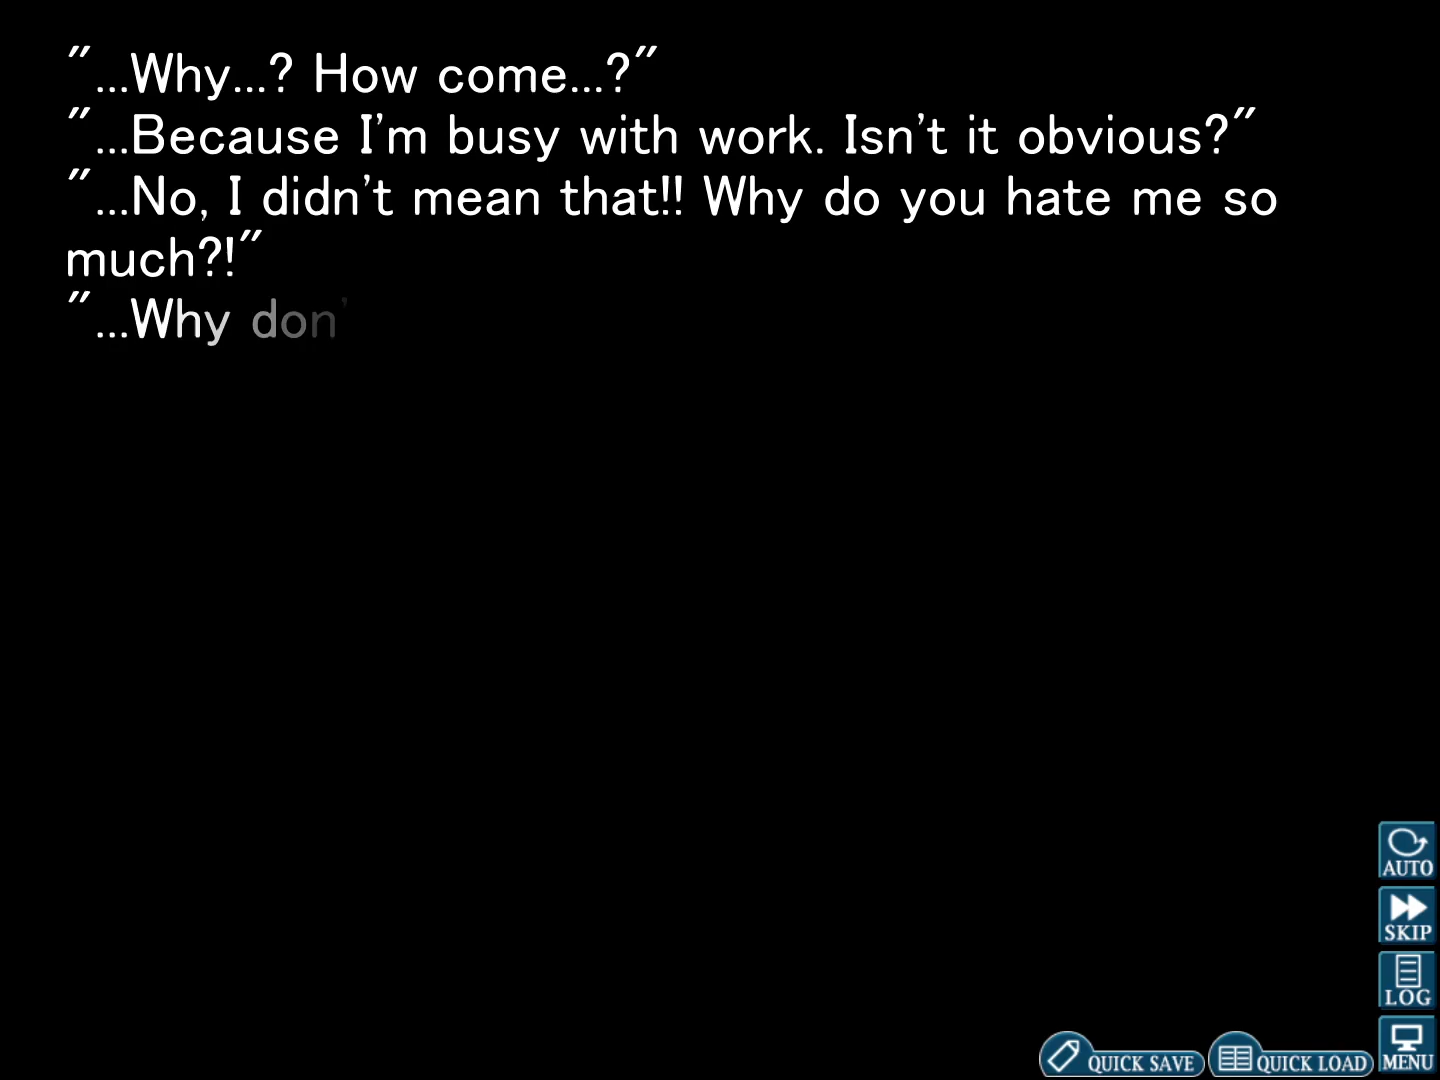 "...Why...? How come...?"
"...Because I'm busy with work. Isn't it obvious?"
"...No, I didn't mean that!! Why do you hate me so
much?!"
"...Why don'
AUTO
SKIP
LOG
MENU
QUICK SAVE
QUICK LOAD